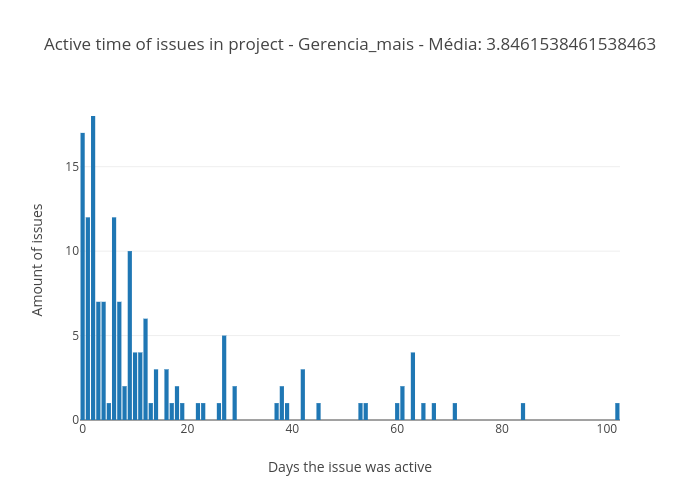 Active time of issues in project - Gerencia_mais - Média: 3.8461538461538463
15
10
5
0
0 20 40 60 80 100
Amount of issues
Days the issue was active